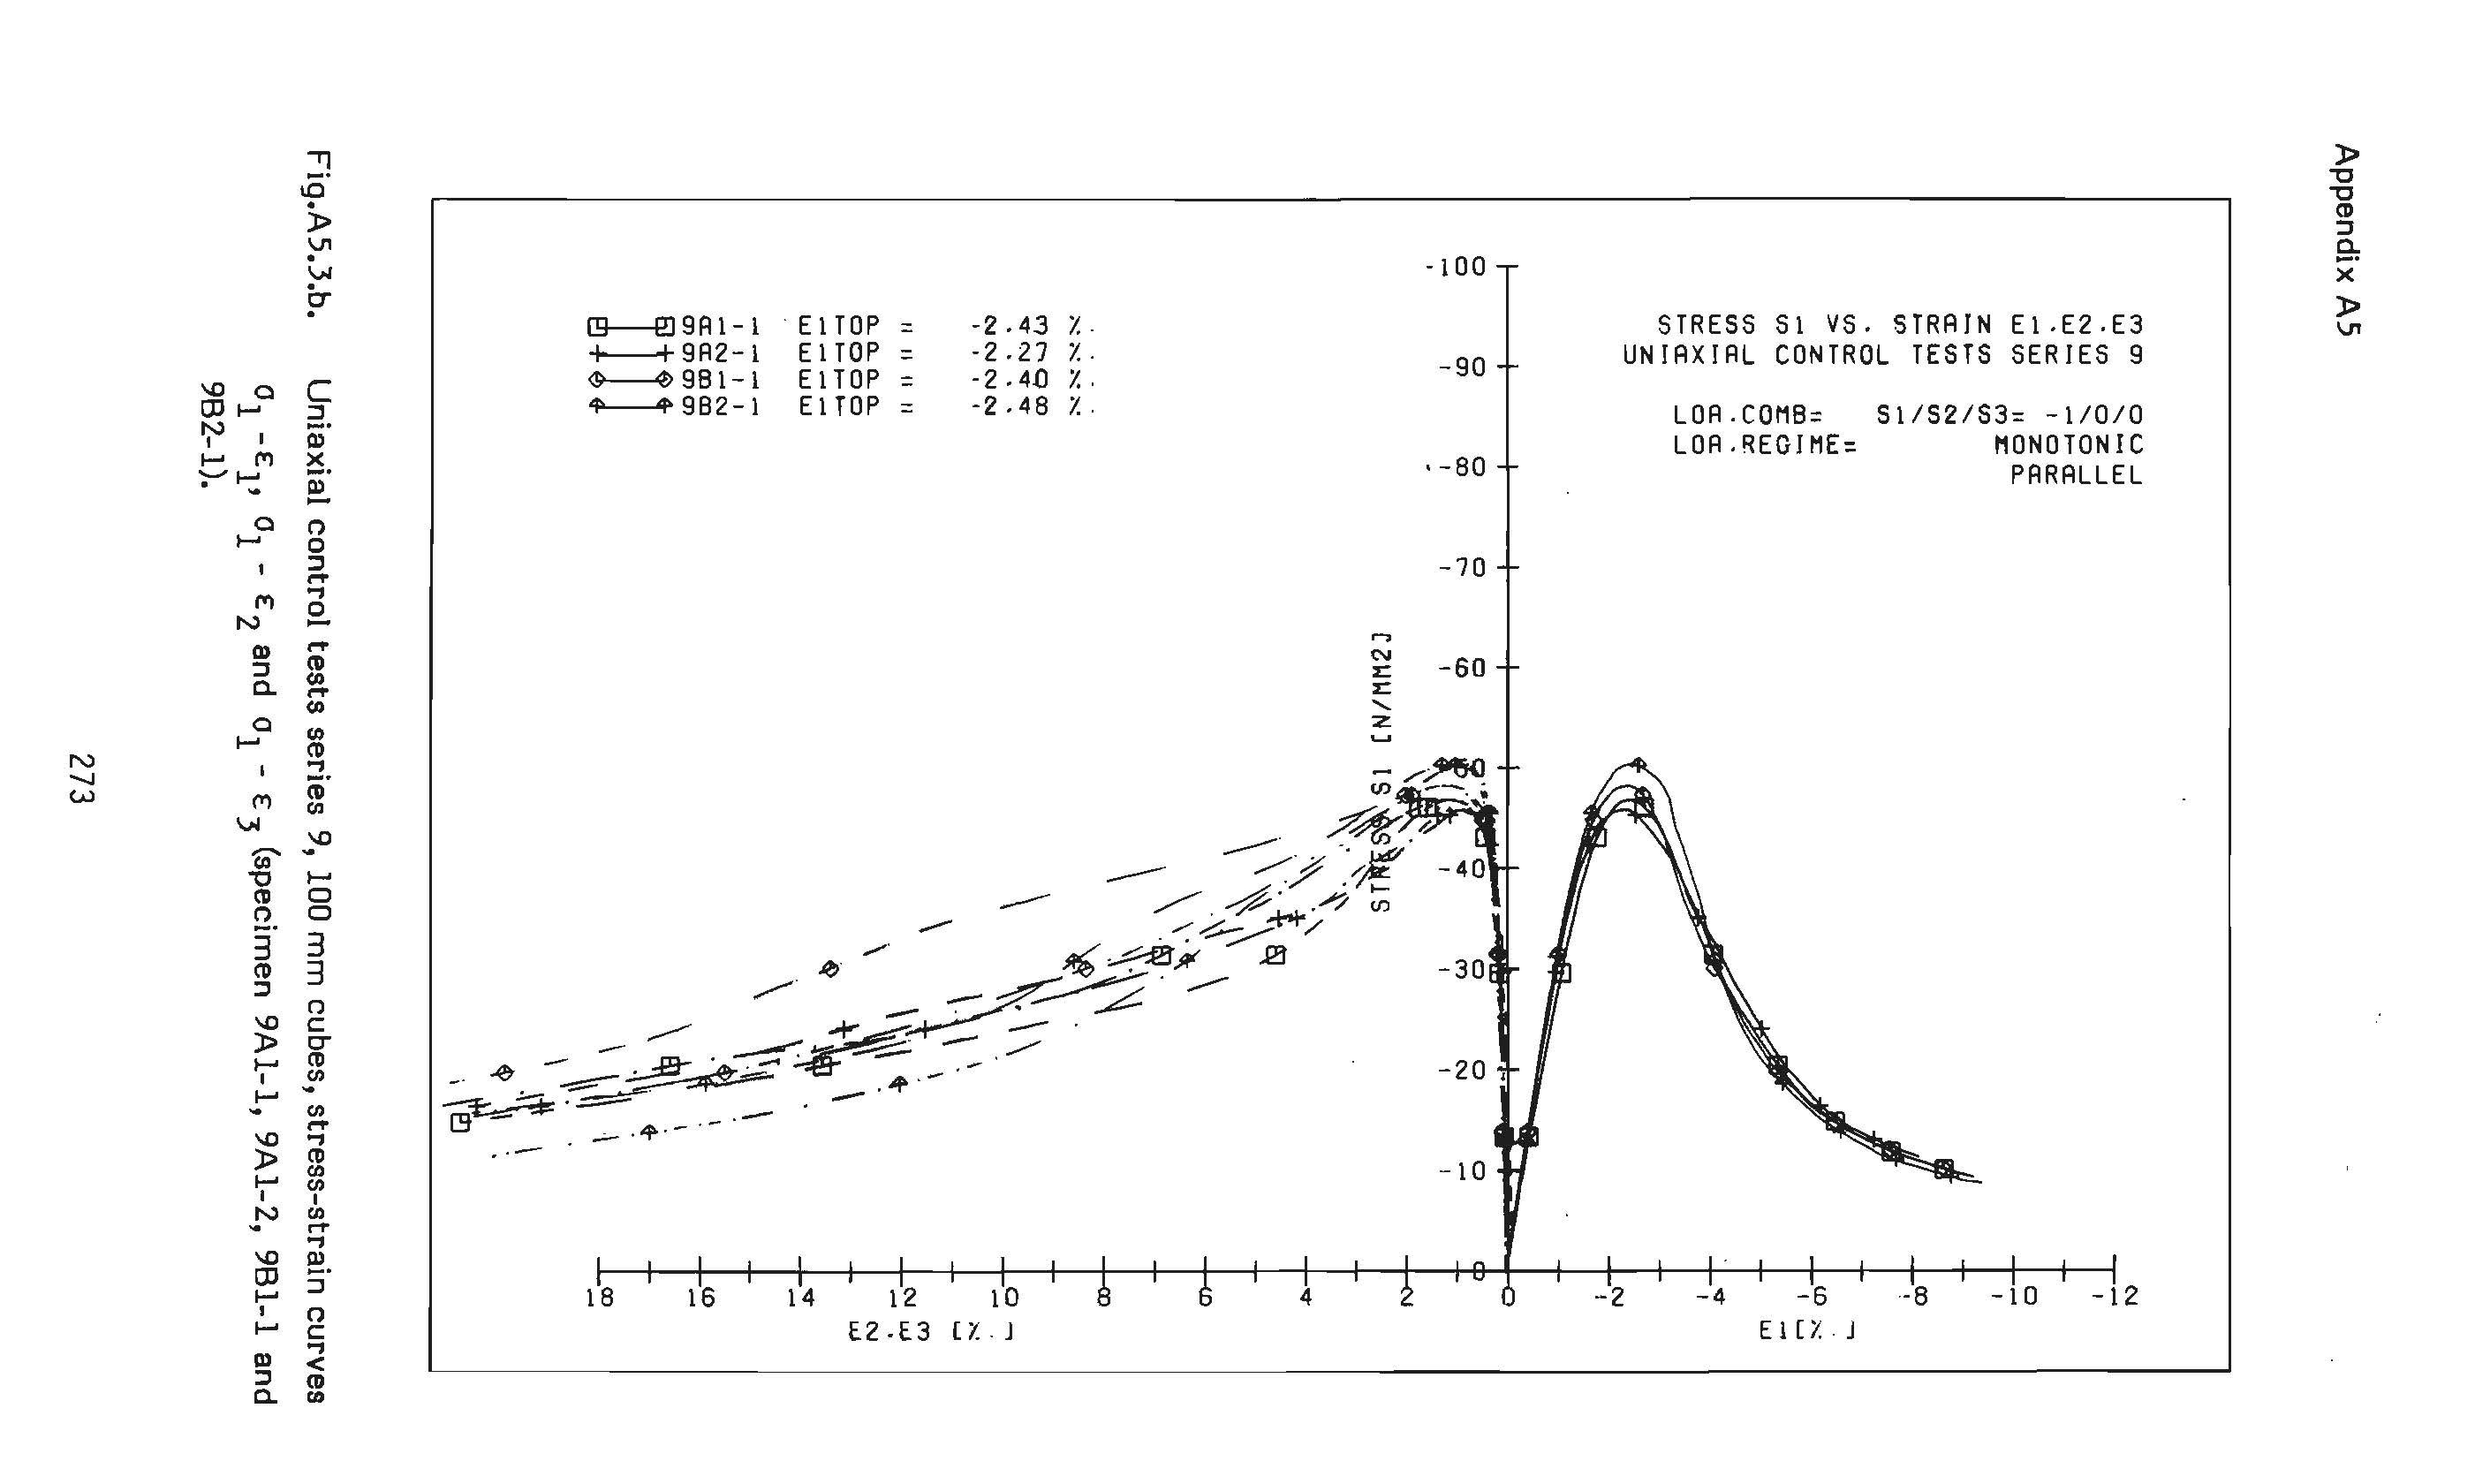 Appendix A5
STRESS S1 VS. STRAIN E1.E2.E3
UNIAXIAL CONTROL TESTS SERIES 9
LOA.COMB= S1/S2/S3= -1/0/0
LOA.REGIME= MONOTONIC
PARALLEL
9A1-1 E1TOP = -2.43 %.
9A2-1 E1TOP = -2.27 %.
9B1-1 E1TOP = -2.40 %.
9B2-1 E1TOP = -2.48 %.
-100
-90
-80
-70
-60
-50
-40
-30
-20
-10
0
STRESS S1 [N/MM2]
18 16 14 12 10 8 6 4 2 0 -2 -4 -6 -8 -10 -12
E2.E3 [%.]
E1[%.]
Fig.A5.3.b. Uniaxial control tests series 9, 100 mm cubes, stress-strain curves
σ1 -ε1, σ1 - ε2 and σ1 - ε3 (specimen 9A1-1, 9A1-2, 9B1-1 and
9B2-1).
273